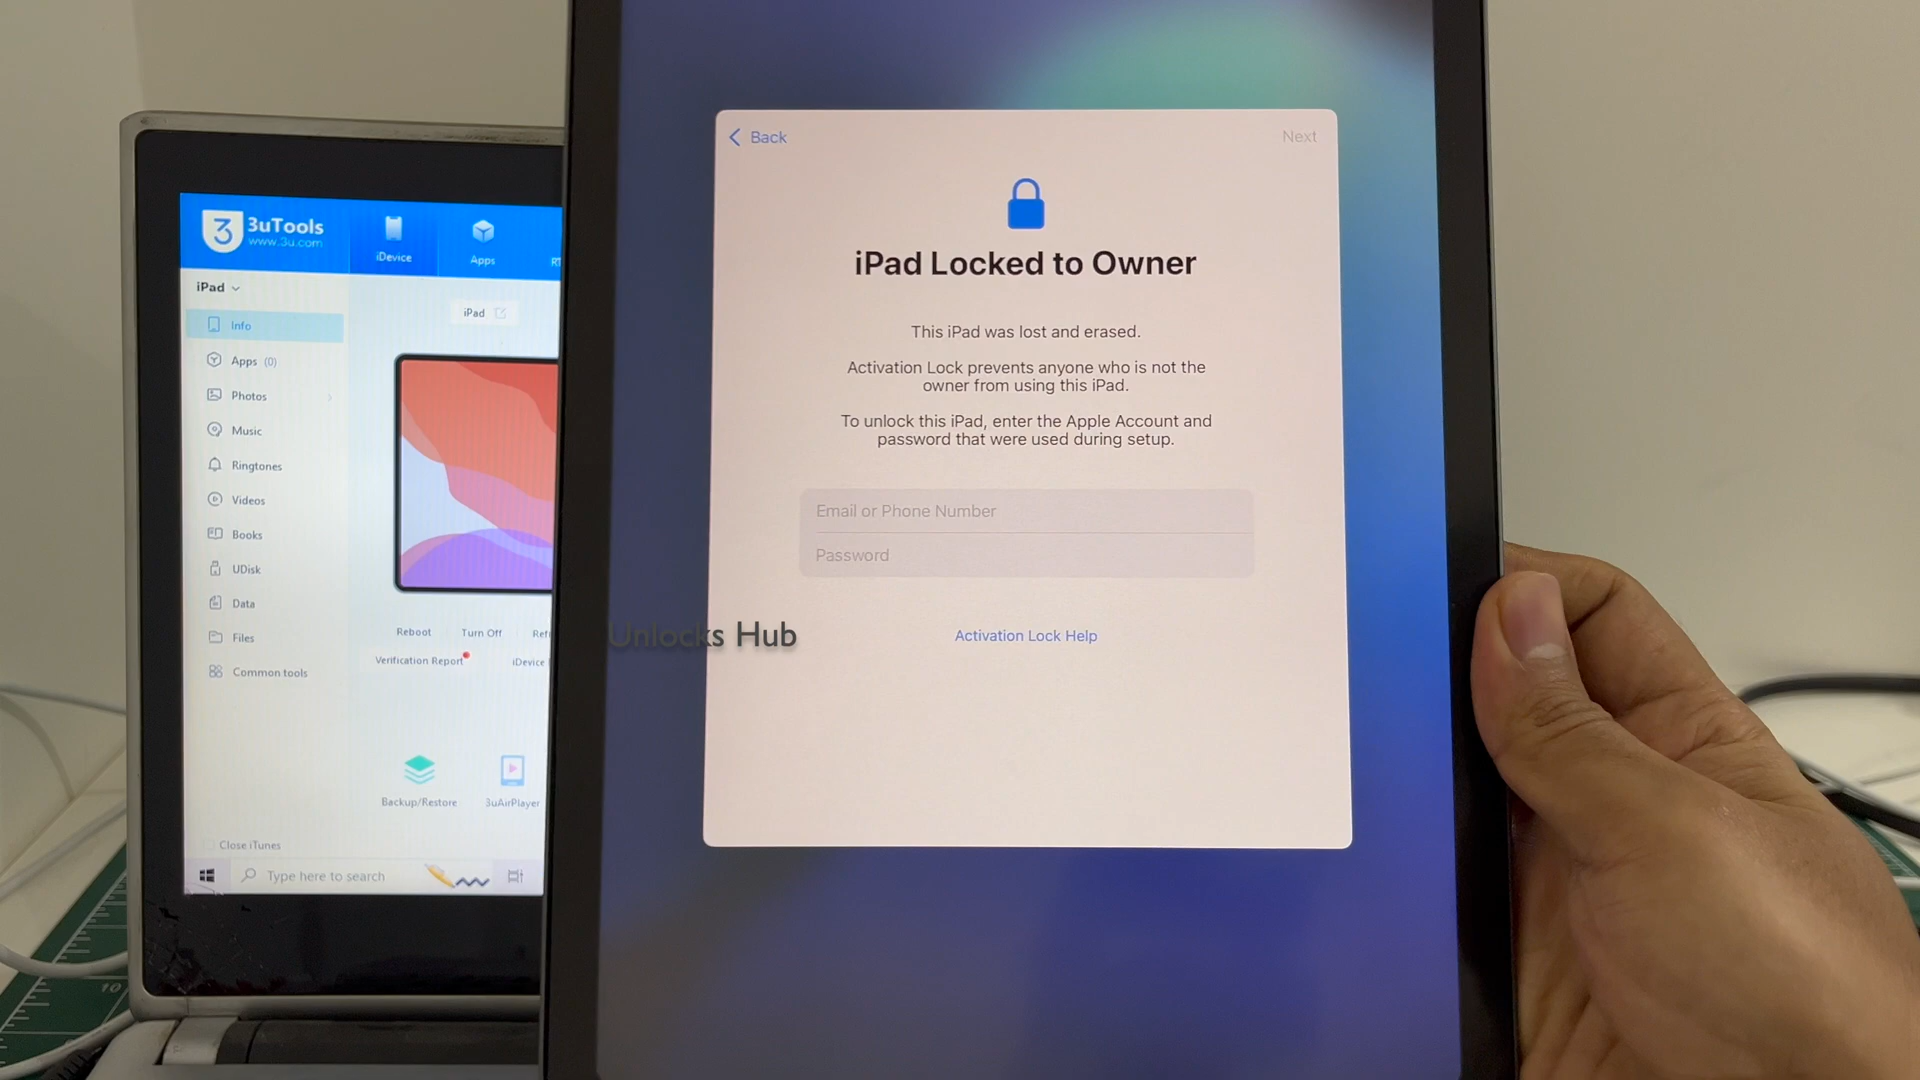 3
3uTools
www.3u.com
iDevice
Apps
iPad
Info
Apps (0)
Photos
Music
Ringtones
Videos
Books
UDisk
Data
Files
Common tools
Close iTunes
iPad
Reboot
Turn Off
Verification Report
iDevice
Backup/Restore
3uAirPlayer
Type here to search
10
Back
Next
iPad Locked to Owner
This iPad was lost and erased.
Activation Lock prevents anyone who is not the
owner from using this iPad.
To unlock this iPad, enter the Apple Account and
password that were used during setup.
Email or Phone Number
Password
Activation Lock Help
Unlocks Hub